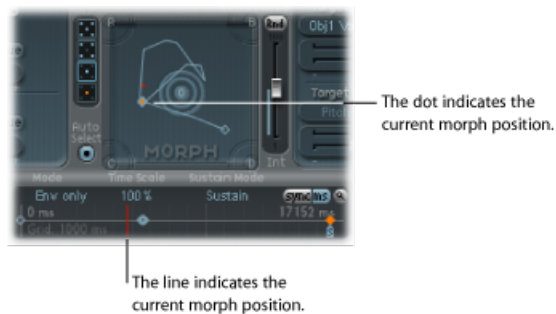 A
B
Rnd
Obj1 V
Target
Pitch
Auto
Select
MORPH
C
D
Int
Mode Time Scale Sustain Mode
Env only 100% Sustain sync ms
0 ms 17152 ms
Grid. 1000 ms
S
The dot indicates the
current morph position.
The line indicates the
current morph position.